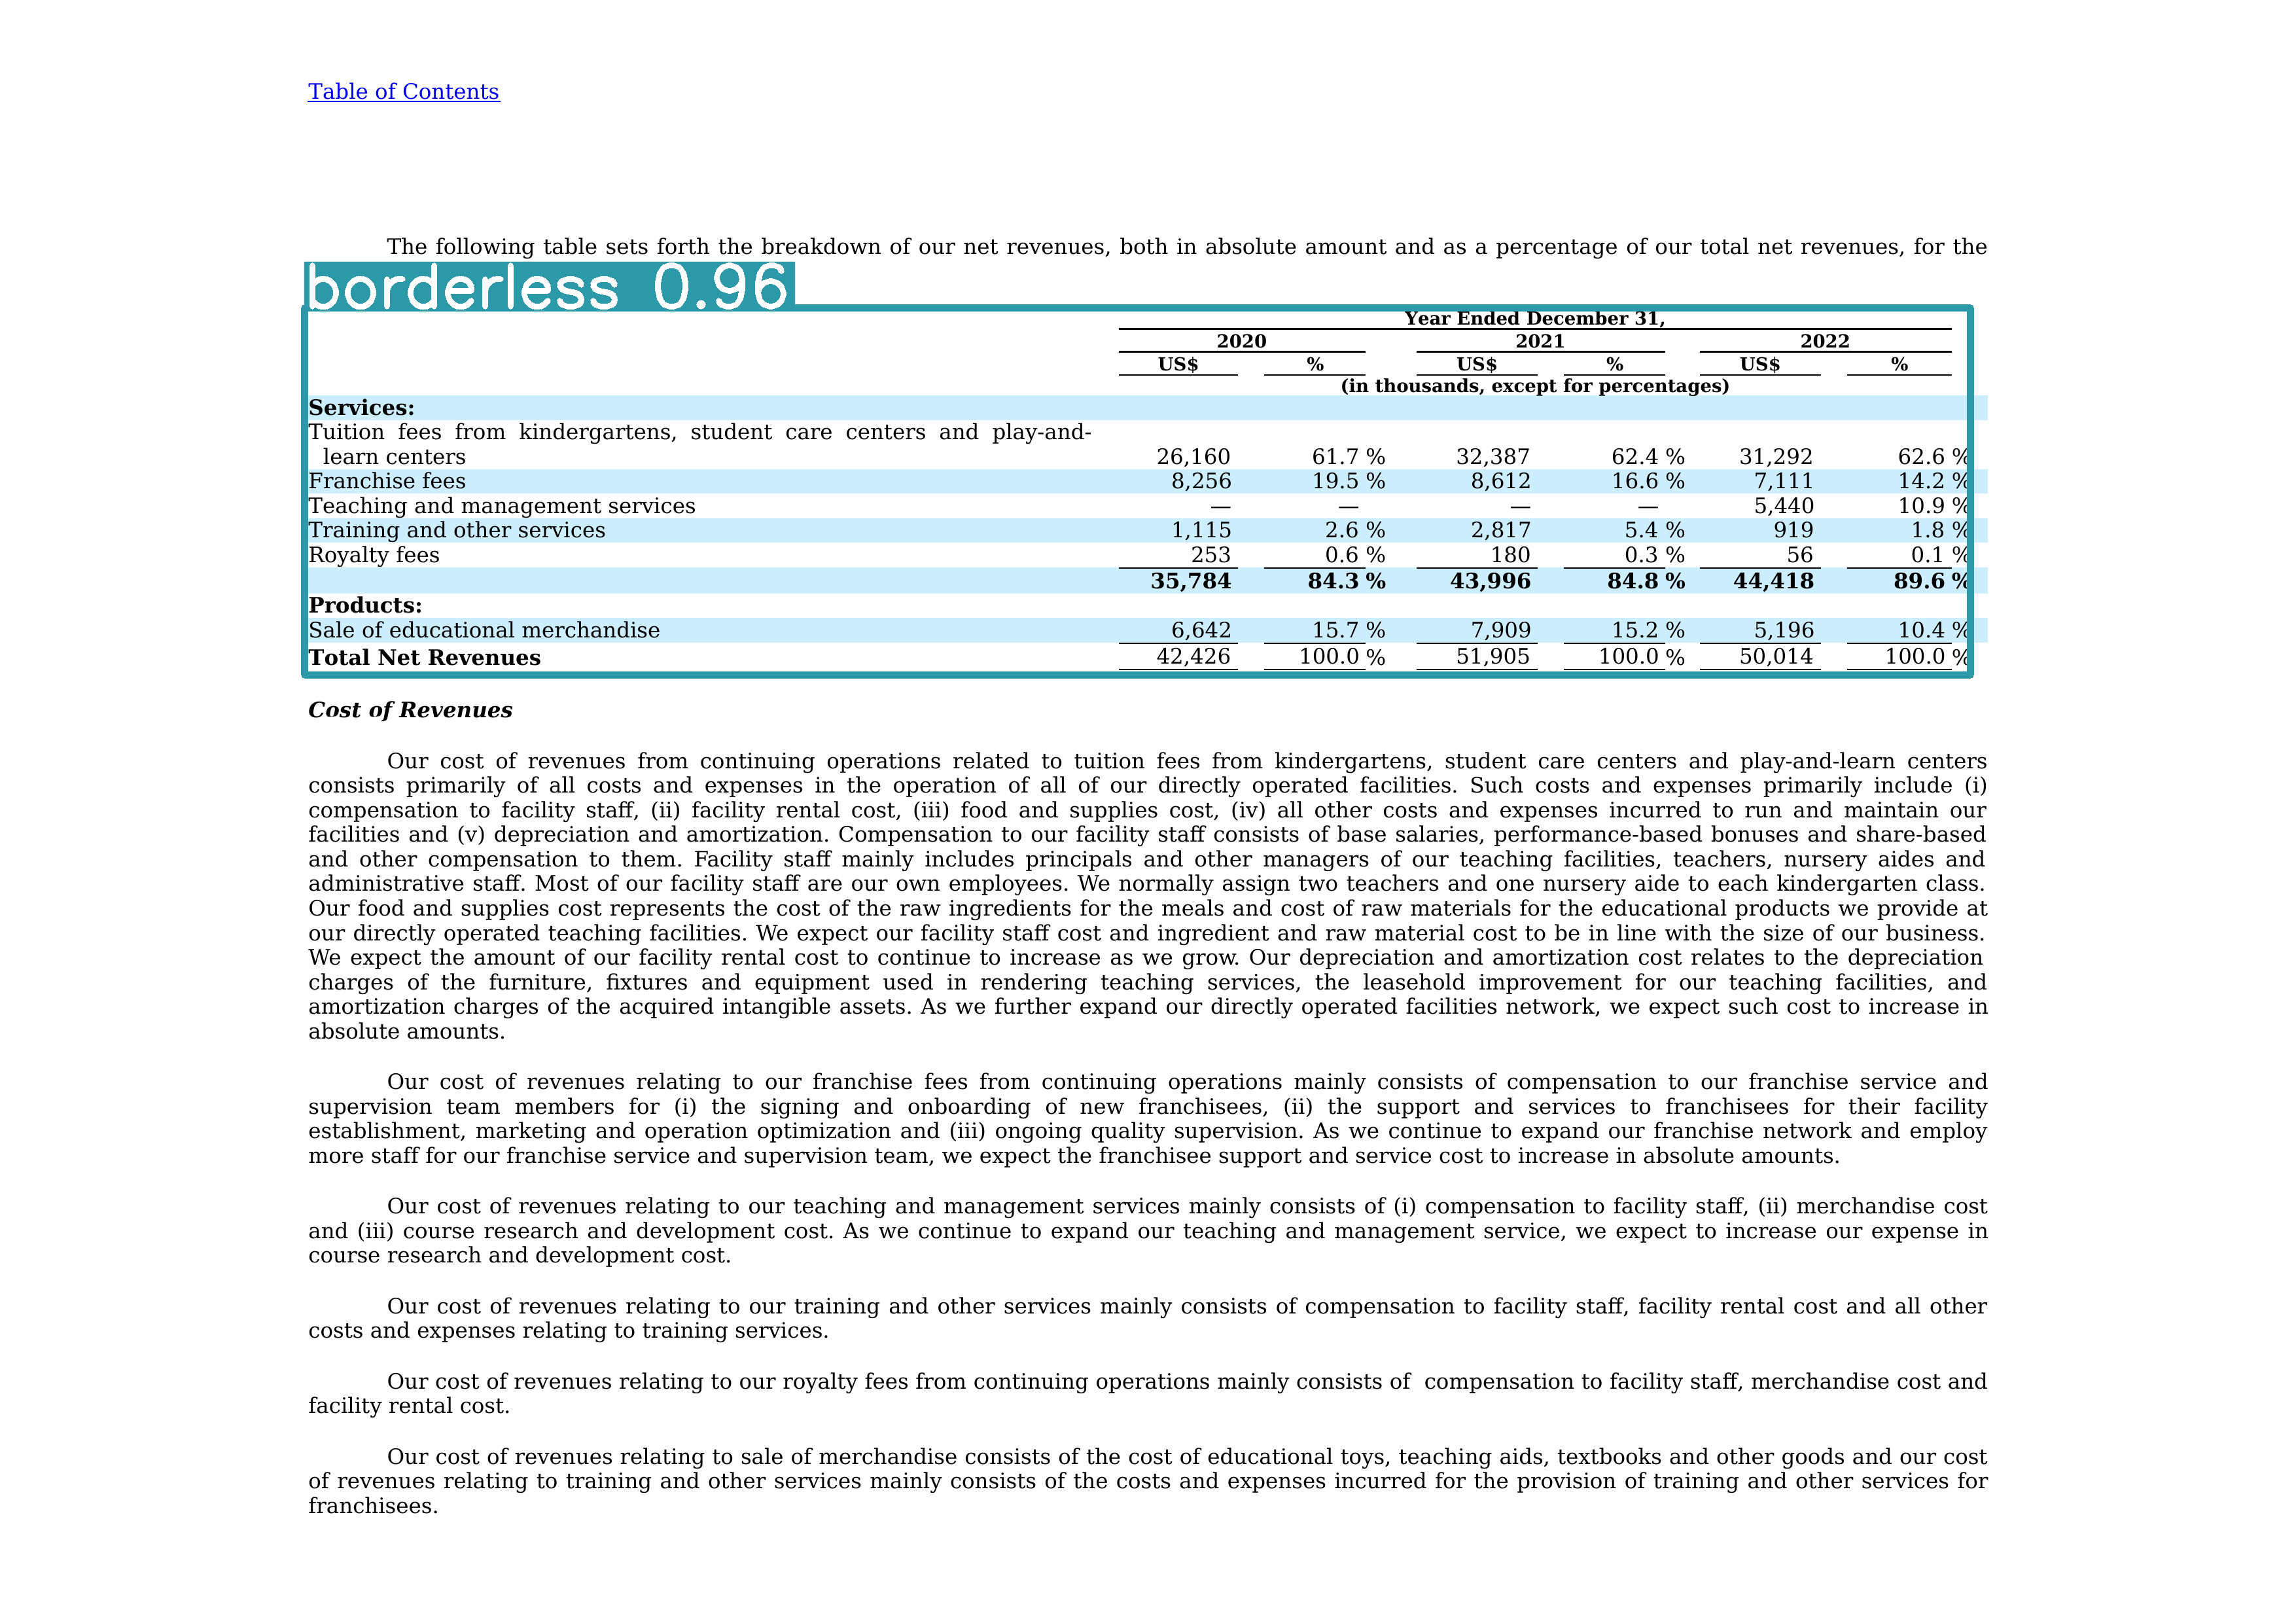 Table of Contents
The following table sets forth the breakdown of our net revenues, both in absolute amount and as a percentage of our total net revenues, for the
borderless 0.96
Year Ended December 31,
2020 2021 2022
US$ % US$ % US$ %
(in thousands, except for percentages)
Services:
Tuition fees from kindergartens, student care centers and play-and-
learn centers 26,160 61.7 % 32,387 62.4 % 31,292 62.6 %
Franchise fees 8,256 19.5 % 8,612 16.6 % 7,111 14.2 %
Teaching and management services — — — — 5,440 10.9 %
Training and other services 1,115 2.6 % 2,817 5.4 % 919 1.8 %
Royalty fees 253 0.6 % 180 0.3 % 56 0.1 %
35,784 84.3 % 43,996 84.8 % 44,418 89.6 %
Products:
Sale of educational merchandise 6,642 15.7 % 7,909 15.2 % 5,196 10.4 %
Total Net Revenues 42,426 100.0 % 51,905 100.0 % 50,014 100.0 %
Cost of Revenues
Our cost of revenues from continuing operations related to tuition fees from kindergartens, student care centers and play-and-learn centers
consists primarily of all costs and expenses in the operation of all of our directly operated facilities. Such costs and expenses primarily include (i)
compensation to facility staff, (ii) facility rental cost, (iii) food and supplies cost, (iv) all other costs and expenses incurred to run and maintain our
facilities and (v) depreciation and amortization. Compensation to our facility staff consists of base salaries, performance-based bonuses and share-based
and other compensation to them. Facility staff mainly includes principals and other managers of our teaching facilities, teachers, nursery aides and
administrative staff. Most of our facility staff are our own employees. We normally assign two teachers and one nursery aide to each kindergarten class.
Our food and supplies cost represents the cost of the raw ingredients for the meals and cost of raw materials for the educational products we provide at
our directly operated teaching facilities. We expect our facility staff cost and ingredient and raw material cost to be in line with the size of our business.
We expect the amount of our facility rental cost to continue to increase as we grow. Our depreciation and amortization cost relates to the depreciation
charges of the furniture, fixtures and equipment used in rendering teaching services, the leasehold improvement for our teaching facilities, and
amortization charges of the acquired intangible assets. As we further expand our directly operated facilities network, we expect such cost to increase in
absolute amounts.
Our cost of revenues relating to our franchise fees from continuing operations mainly consists of compensation to our franchise service and
supervision team members for (i) the signing and onboarding of new franchisees, (ii) the support and services to franchisees for their facility
establishment, marketing and operation optimization and (iii) ongoing quality supervision. As we continue to expand our franchise network and employ
more staff for our franchise service and supervision team, we expect the franchisee support and service cost to increase in absolute amounts.
Our cost of revenues relating to our teaching and management services mainly consists of (i) compensation to facility staff, (ii) merchandise cost
and (iii) course research and development cost. As we continue to expand our teaching and management service, we expect to increase our expense in
course research and development cost.
Our cost of revenues relating to our training and other services mainly consists of compensation to facility staff, facility rental cost and all other
costs and expenses relating to training services.
Our cost of revenues relating to our royalty fees from continuing operations mainly consists of compensation to facility staff, merchandise cost and
facility rental cost.
Our cost of revenues relating to sale of merchandise consists of the cost of educational toys, teaching aids, textbooks and other goods and our cost
of revenues relating to training and other services mainly consists of the costs and expenses incurred for the provision of training and other services for
franchisees.